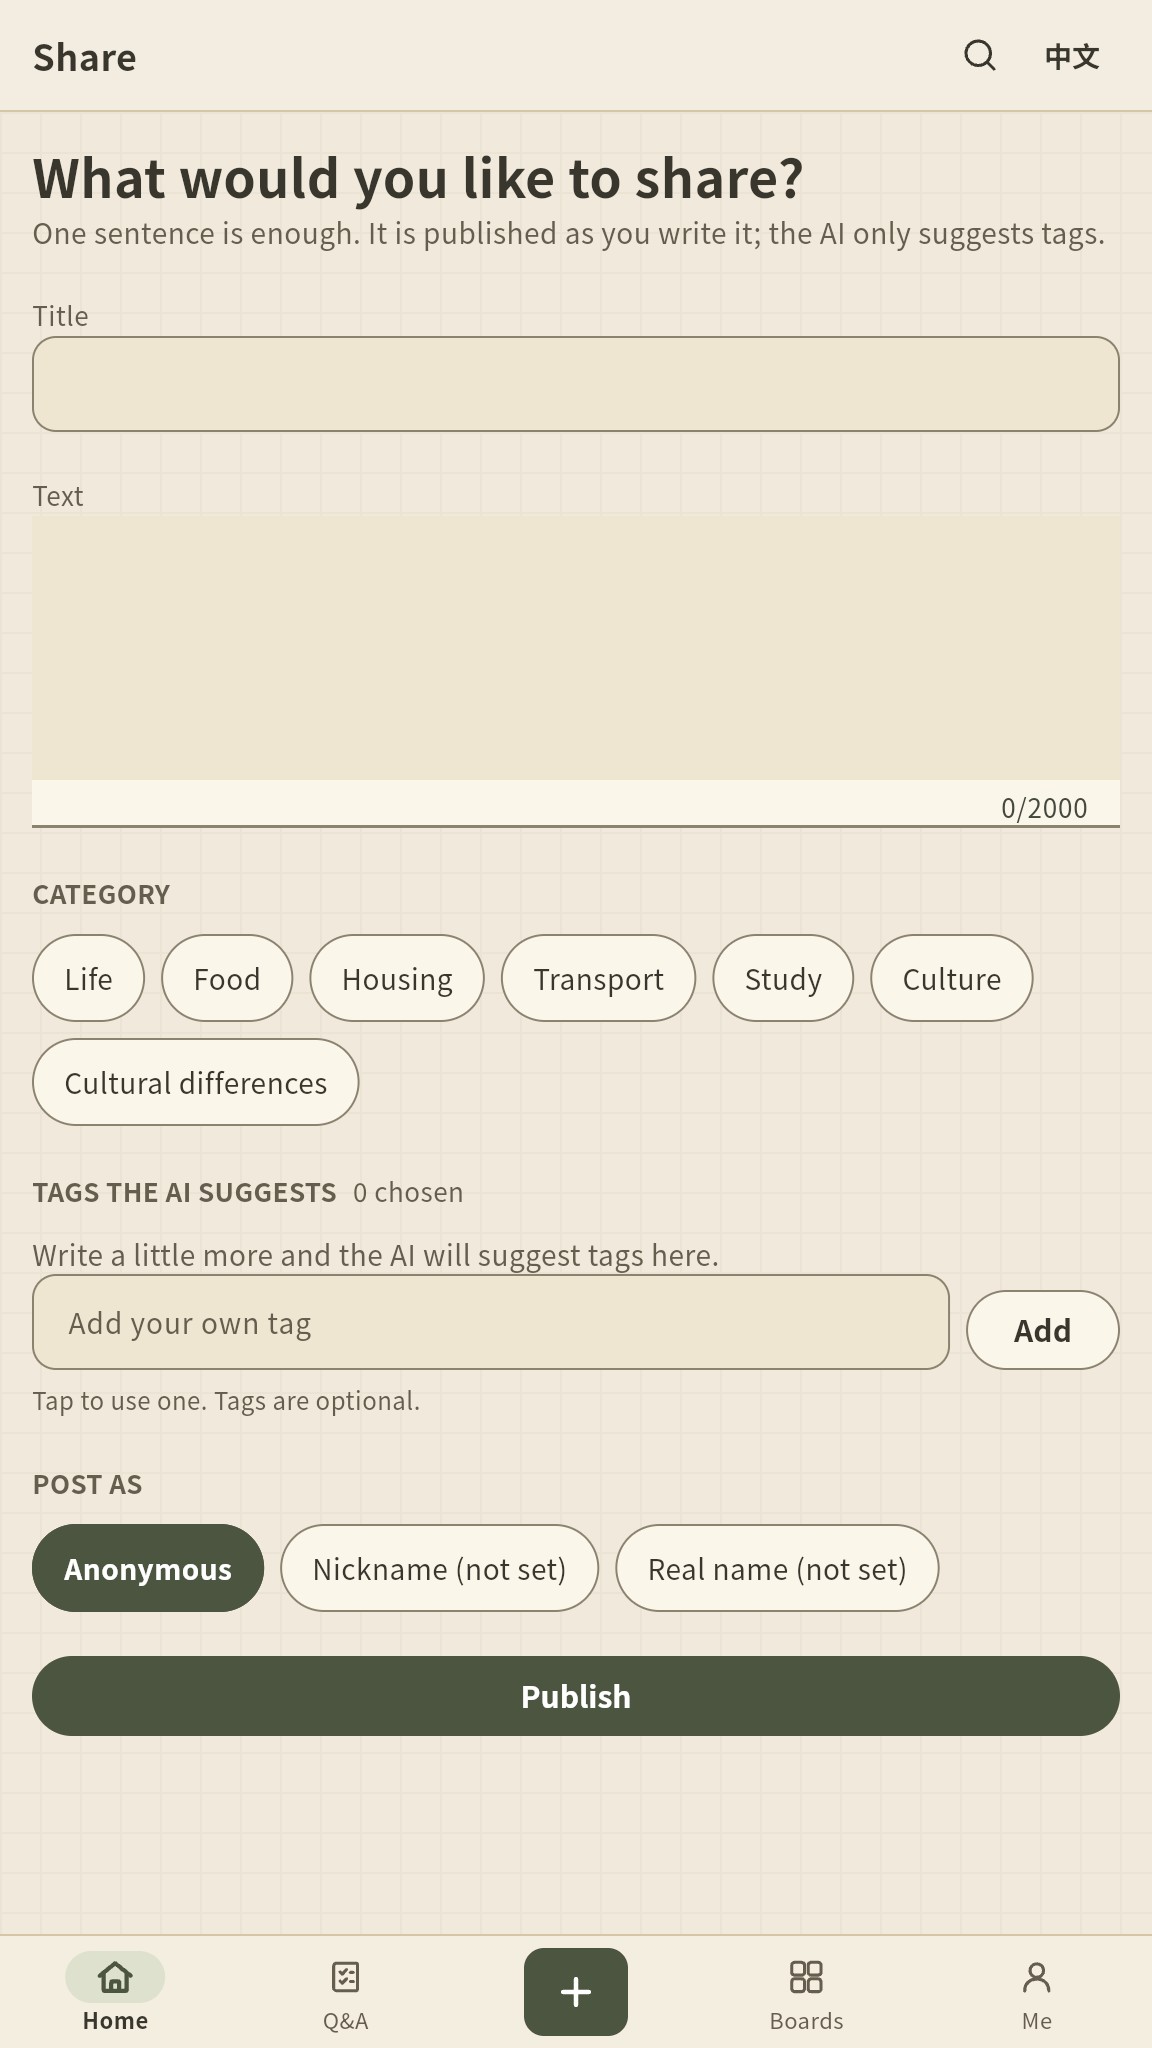 Share
中文
What would you like to share?
One sentence is enough. It is published as you write it; the AI only suggests tags.
Title
Text
0/2000
CATEGORY
Life Food Housing Transport Study Culture
Cultural differences
TAGS THE AI SUGGESTS 0 chosen
Write a little more and the AI will suggest tags here.
Add your own tag
Add
Tap to use one. Tags are optional.
POST AS
Anonymous Nickname (not set) Real name (not set)
Publish
Home Q&A Boards Me